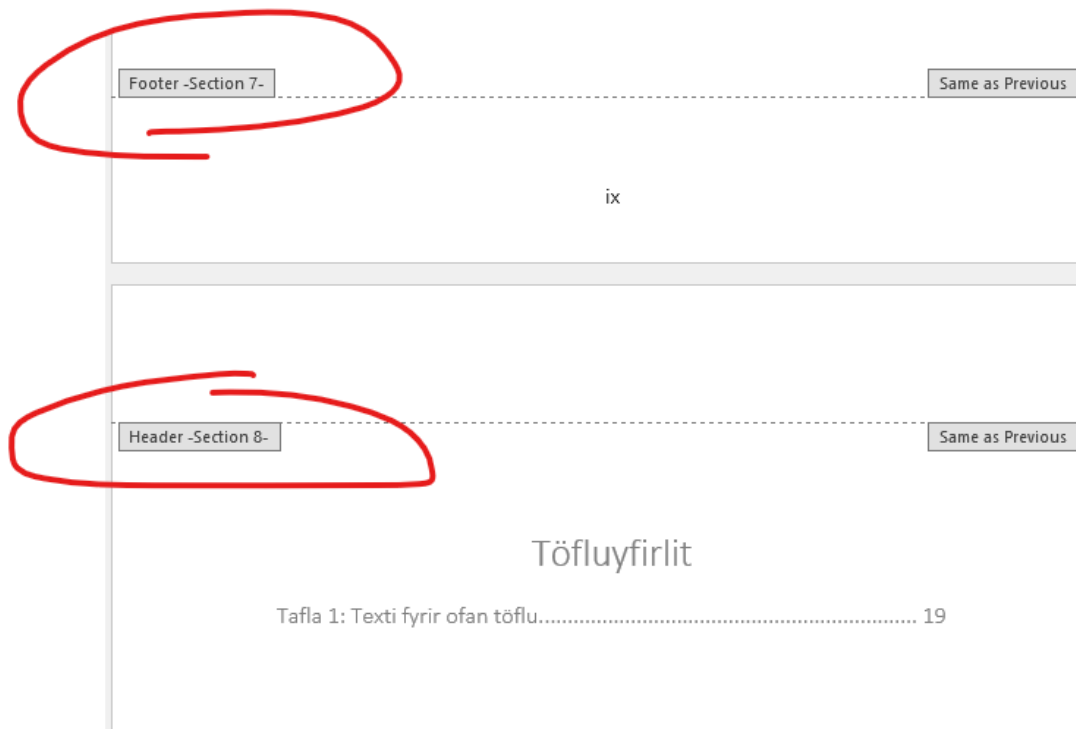 Footer -Section 7-
Same as Previous
ix
Header -Section 8-
Same as Previous
Töfluyfirlit
Tafla 1: Texti fyrir ofan töflu................................................................ 19